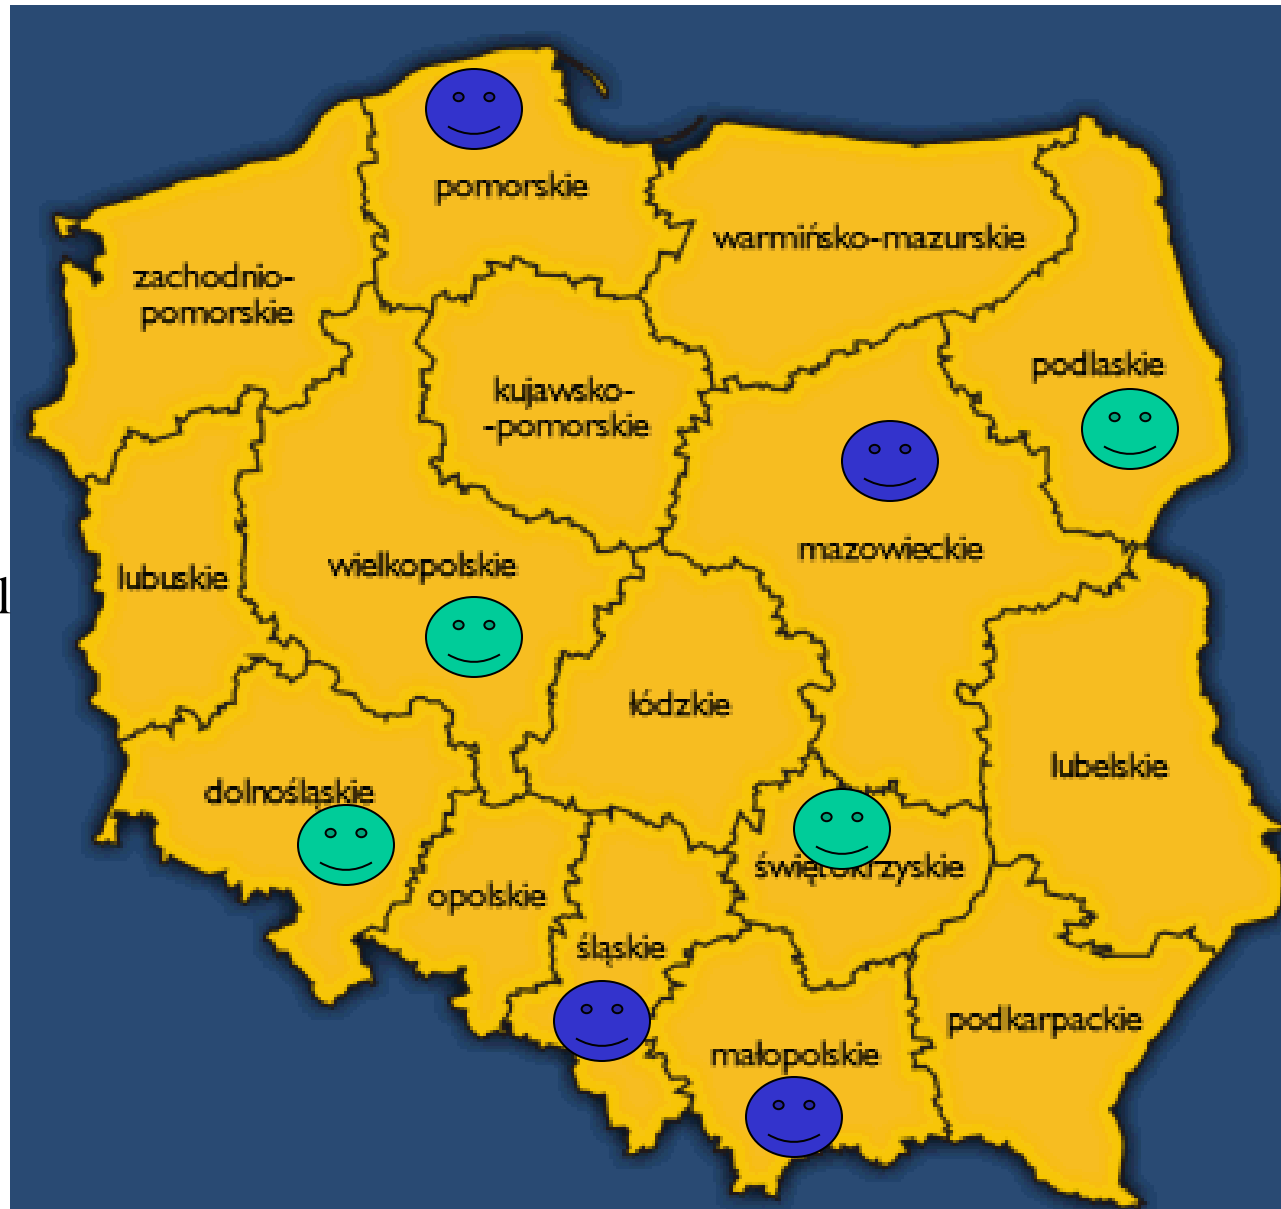 pomorskie
warmińsko-mazurskie
zachodnio-
pomorskie
podlaskie
kujawsko-
-pomorskie
mazowieckie
wielkopolskie
lubuskie
l
łódzkie
lubelskie
dolnośląskie
świętokrzyskie
opolskie
śląskie
podkarpackie
małopolskie